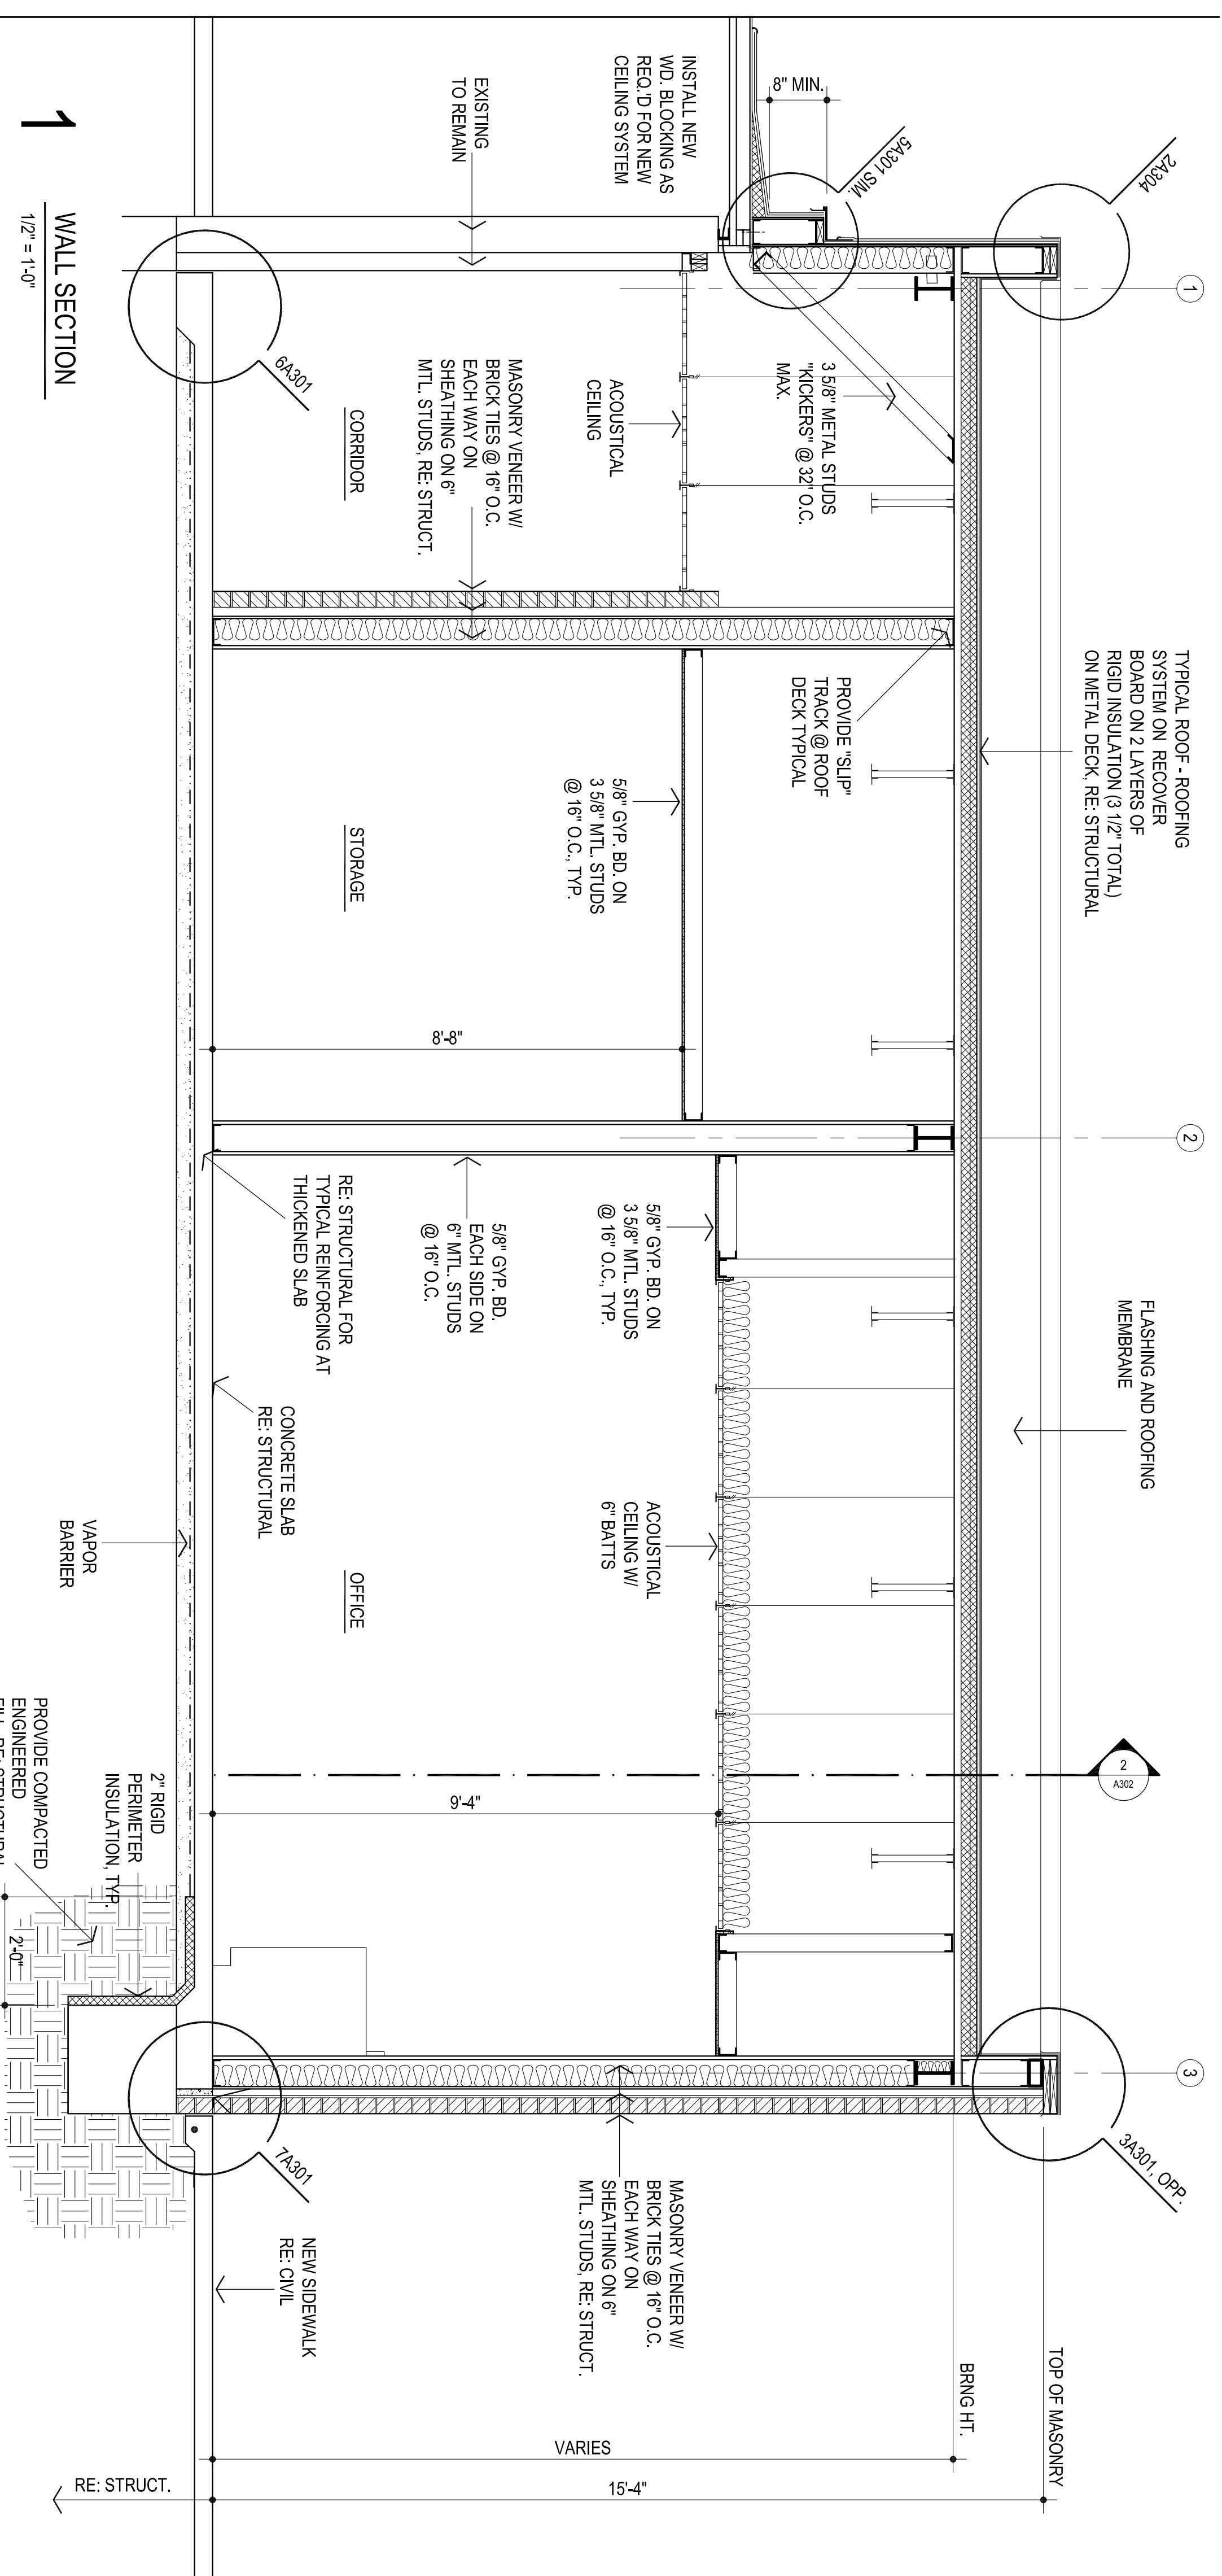 1
2
3
2A304
3A301, OPP.
TYPICAL ROOF - ROOFING
SYSTEM ON RECOVER
BOARD ON 2 LAYERS OF
RIGID INSULATION (3 1/2" TOTAL)
ON METAL DECK, RE: STRUCTURAL
FLASHING AND ROOFING
MEMBRANE
2
A302
TOP OF MASONRY
BRNG HT.
8" MIN.
5A301 SIM.
INSTALL NEW
WD. BLOCKING AS
REQ.'D FOR NEW
CEILING SYSTEM
3 5/8" METAL STUDS
"KICKERS" @ 32" O.C.
MAX.
PROVIDE "SLIP"
TRACK @ ROOF
DECK TYPICAL
ACOUSTICAL
CEILING
5/8" GYP. BD. ON
3 5/8" MTL. STUDS
@ 16" O.C., TYP.
5/8" GYP. BD. ON
3 5/8" MTL. STUDS
@ 16" O.C., TYP.
ACOUSTICAL
CEILING W/
6" BATTS
MASONRY VENEER W/
BRICK TIES @ 16" O.C.
EACH WAY ON
SHEATHING ON 6"
MTL. STUDS, RE: STRUCT.
EXISTING
TO REMAIN
MASONRY VENEER W/
BRICK TIES @ 16" O.C.
EACH WAY ON
SHEATHING ON 6"
MTL. STUDS, RE: STRUCT.
8'-8"
5/8" GYP. BD.
EACH SIDE ON
6" MTL. STUDS
@ 16" O.C.
9'-4"
VARIES
15'-4"
CORRIDOR
STORAGE
OFFICE
6A301
RE: STRUCTURAL FOR
TYPICAL REINFORCING AT
THICKENED SLAB
CONCRETE SLAB
RE: STRUCTURAL
7A301
NEW SIDEWALK
RE: CIVIL
RE: STRUCT.
VAPOR
BARRIER
2" RIGID
PERIMETER
INSULATION, TYP.
PROVIDE COMPACTED
ENGINEERED
FILL, RE: STRUCTURAL
2'-0"
1
WALL SECTION
1/2" = 1'-0"